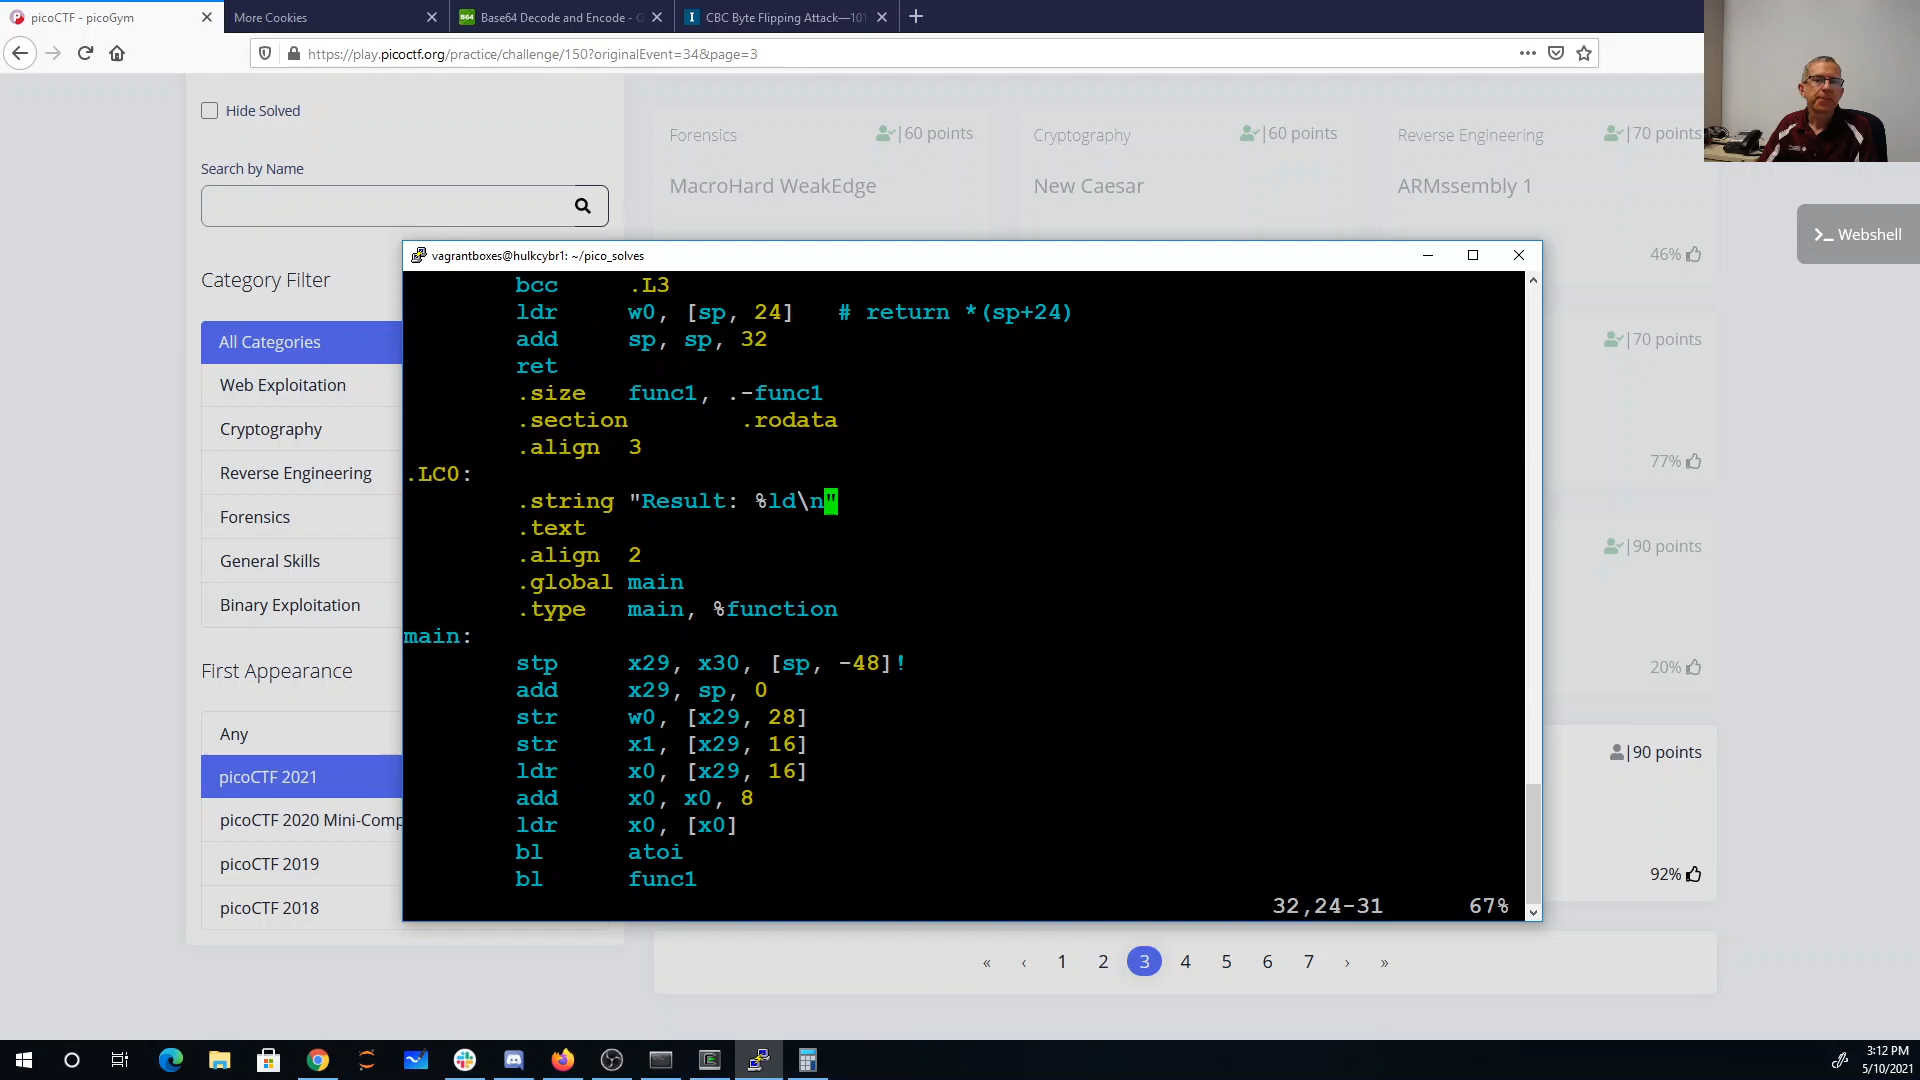 picoCTF - picoGym
More Cookies
Base64 Decode and Encode - O
CBC Byte Flipping Attack—101
https://play.picoctf.org/practice/challenge/150?originalEvent=34&page=3
Hide Solved
Search by Name
Category Filter
All Categories
Web Exploitation
Cryptography
Reverse Engineering
Forensics
General Skills
Binary Exploitation
First Appearance
Any
picoCTF 2021
picoCTF 2020 Mini-Comp
picoCTF 2019
picoCTF 2018
Forensics
|60 points
MacroHard WeakEdge
Cryptography
|60 points
New Caesar
Reverse Engineering
|70 points
ARMssembly 1
46%
>_ Webshell
|70 points
77%
|90 points
20%
|90 points
92%
vagrantboxes@hulkcybr1: ~/pico_solves
bcc .L3
ldr w0, [sp, 24] # return *(sp+24)
add sp, sp, 32
ret
.size func1, .-func1
.section .rodata
.align 3
.LC0:
.string "Result: %ld\n"
.text
.align 2
.global main
.type main, %function
main:
stp x29, x30, [sp, -48]!
add x29, sp, 0
str w0, [x29, 28]
str x1, [x29, 16]
ldr x0, [x29, 16]
add x0, x0, 8
ldr x0, [x0]
bl atoi
bl func1
32,24-31 67%
« ‹ 1 2 3 4 5 6 7 › »
3:12 PM
5/10/2021